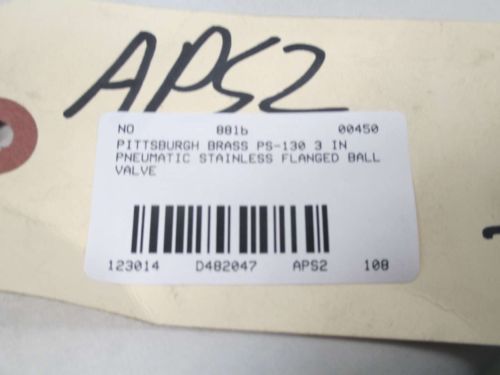 APS2
NO 881b 00450
PITTSBURGH BRASS PS-130 3 IN
PNEUMATIC STAINLESS FLANGED BALL
VALVE
123014 D482047 APS2 108